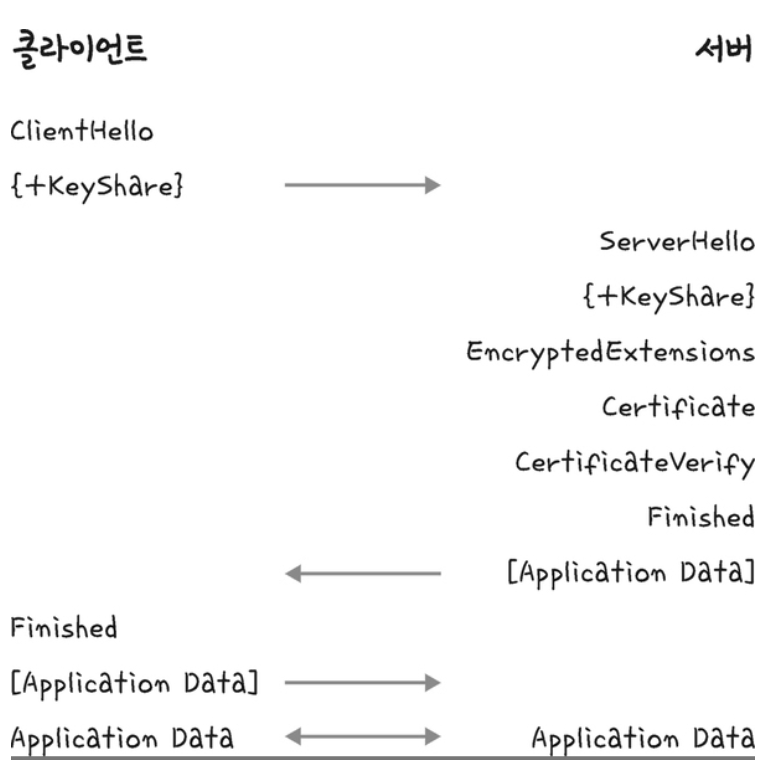 클라이언트 서버
ClientHello
{+KeyShare}
ServerHello
{+KeyShare}
EncryptedExtensions
Certificate
CertificateVerify
Finished
[Application Data]
Finished
[Application Data]
Application Data Application Data